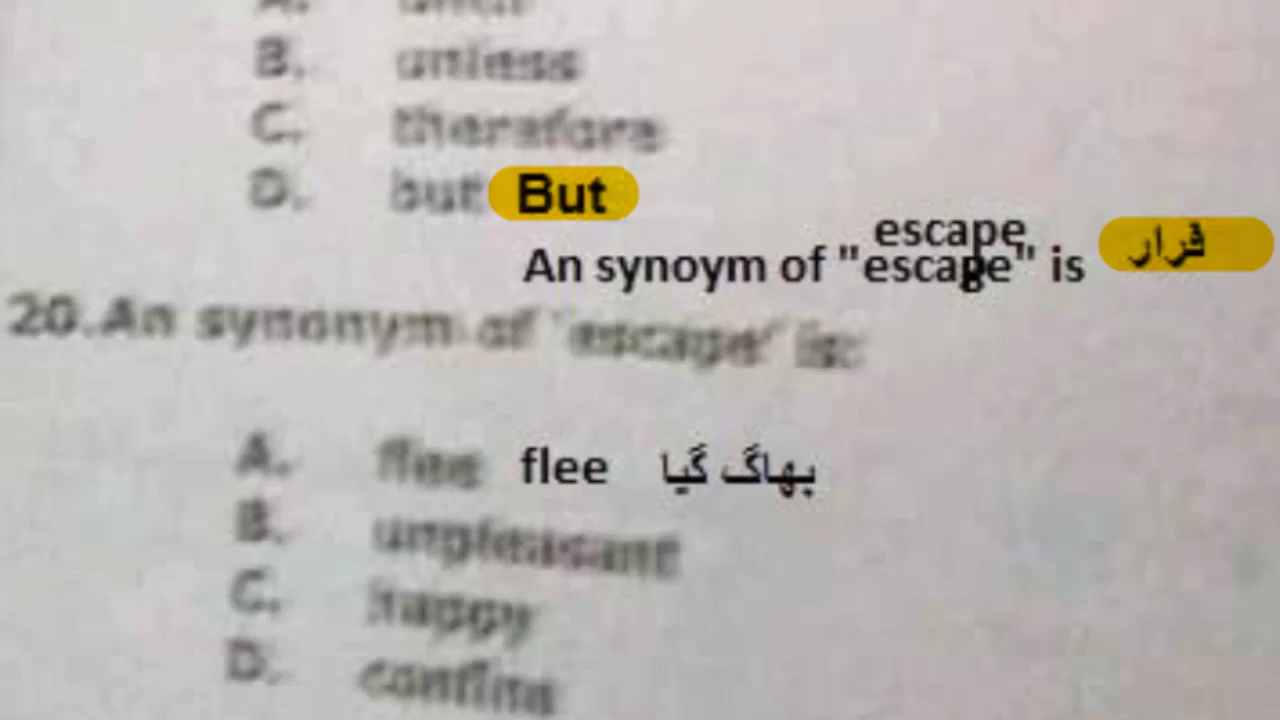 B. unless
C. therefore
D. but But
escape
An synoym of "escape" is قرار
20. An synonym of 'escape' is:
A. flee flee بھاگ گیا
B. unpleasant
C. happy
D. confine